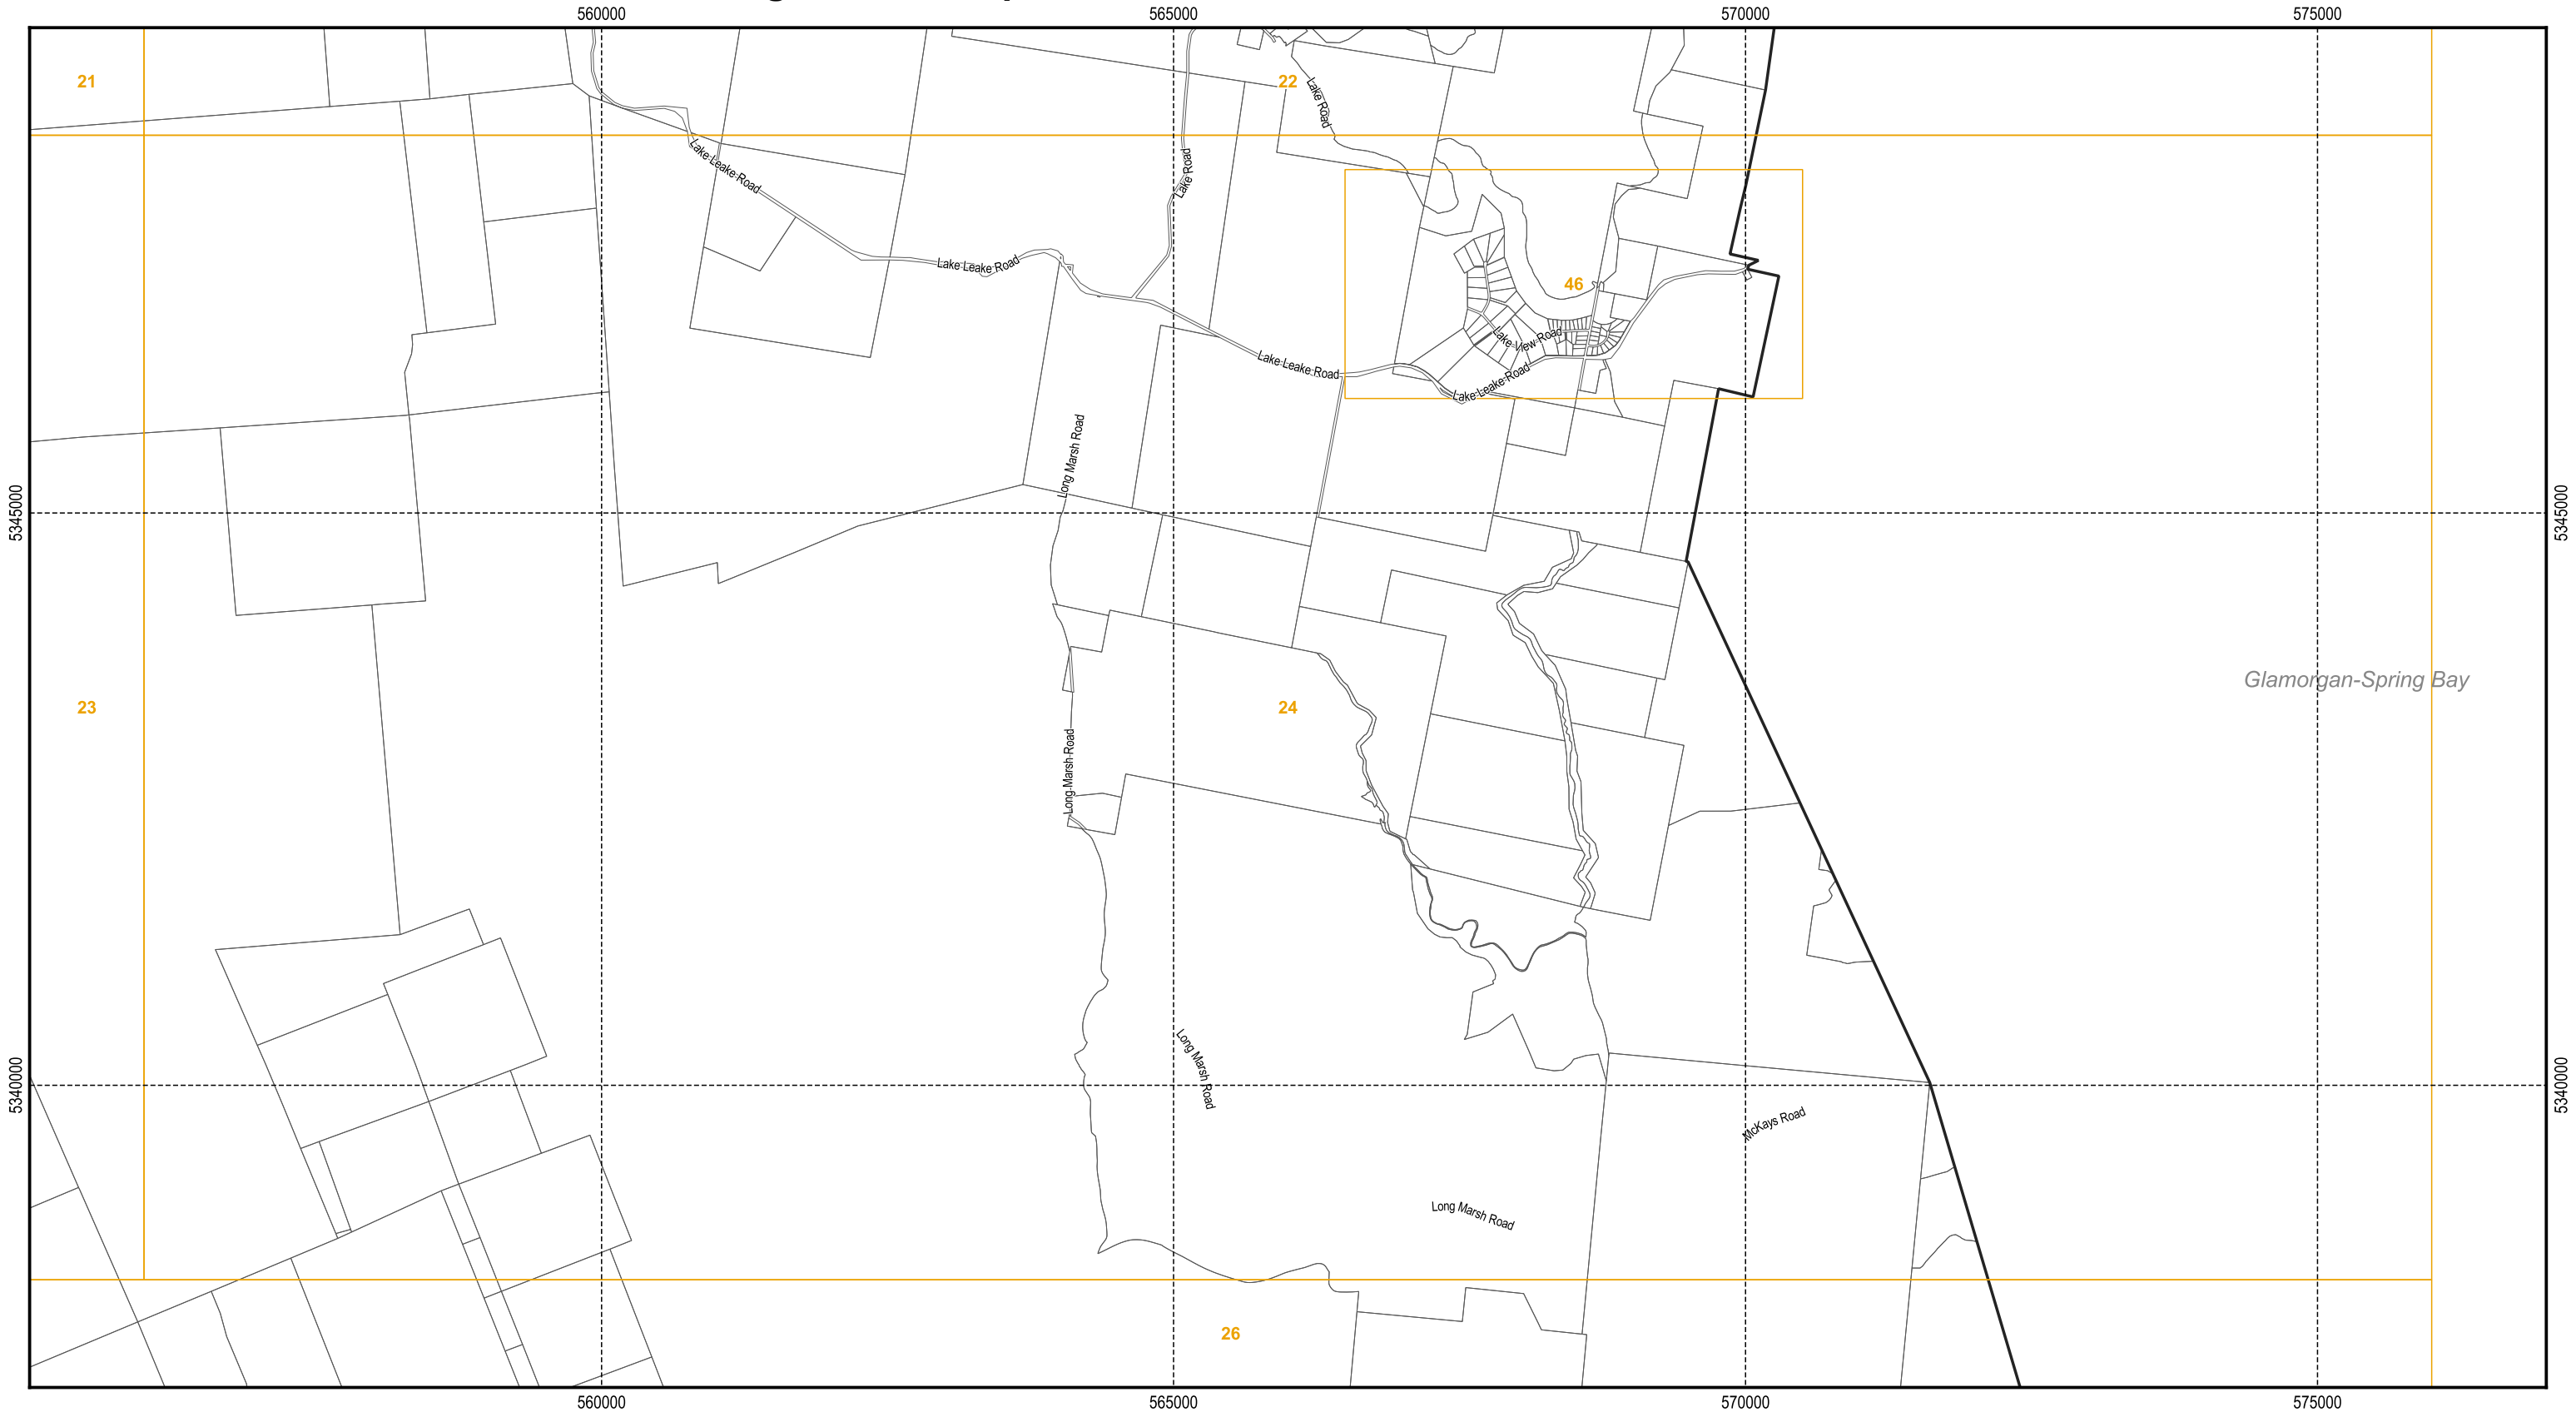 560000
565000
570000
575000
21
22
Lake Road
Lake Leake Road
Lake Road
Lake Leake Road
46
Lake View Road
Lake Leake Road
Lake Leake Road
Long Marsh Road
5345000
5345000
Glamorgan-Spring Bay
23
24
Long Marsh Road
Long Marsh Road
5340000
5340000
McKays Road
Long Marsh Road
26
560000
565000
570000
575000